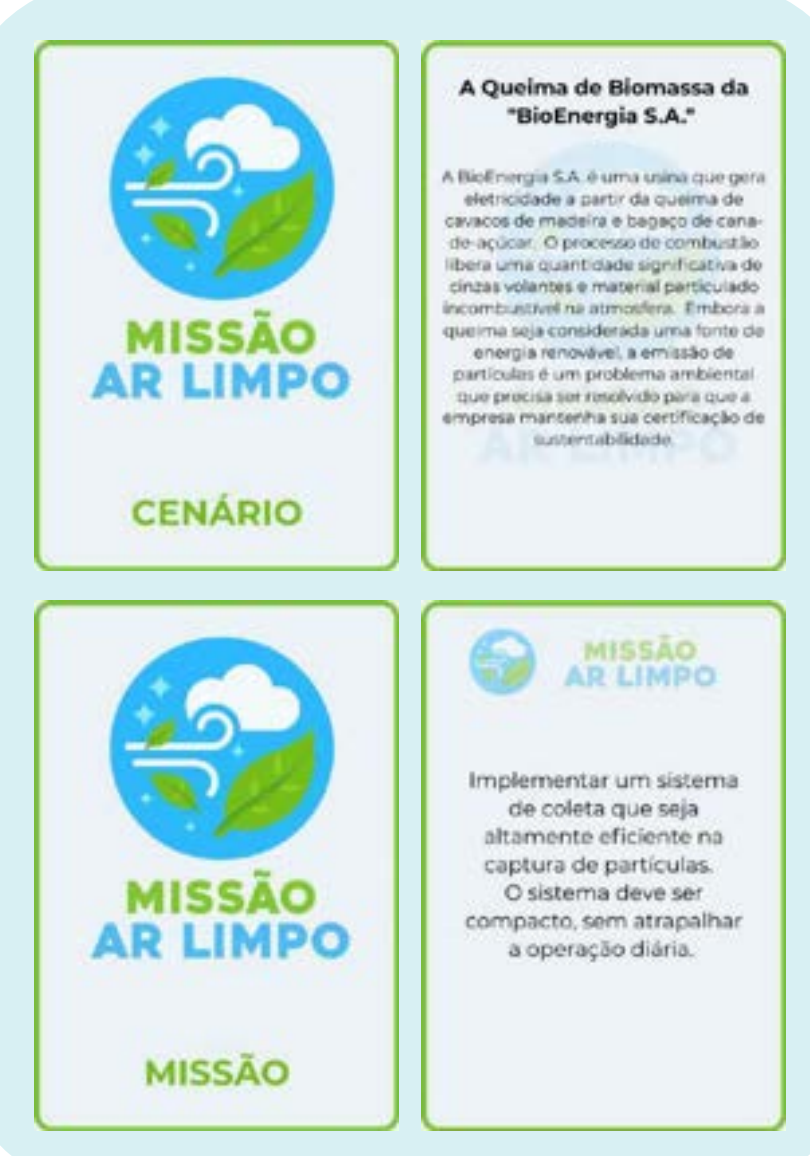 MISSÃO
AR LIMPO
CENÁRIO
A Queima de Biomassa da
"BioEnergia S.A."
A BioEnergia S.A. é uma usina que gera
eletricidade a partir da queima de
cavacos de madeira e bagaço de cana-
de-açúcar. O processo de combustão
libera uma quantidade significativa de
cinzas volantes e material particulado
incombustível na atmosfera. Embora a
queima seja considerada uma fonte de
energia renovável, a emissão de
partículas é um problema ambiental
que precisa ser resolvido para que a
empresa mantenha sua certificação de
sustentabilidade.
AR LIMPO
MISSÃO
AR LIMPO
MISSÃO
MISSÃO
AR LIMPO
Implementar um sistema
de coleta que seja
altamente eficiente na
captura de partículas.
O sistema deve ser
compacto, sem atrapalhar
a operação diária.